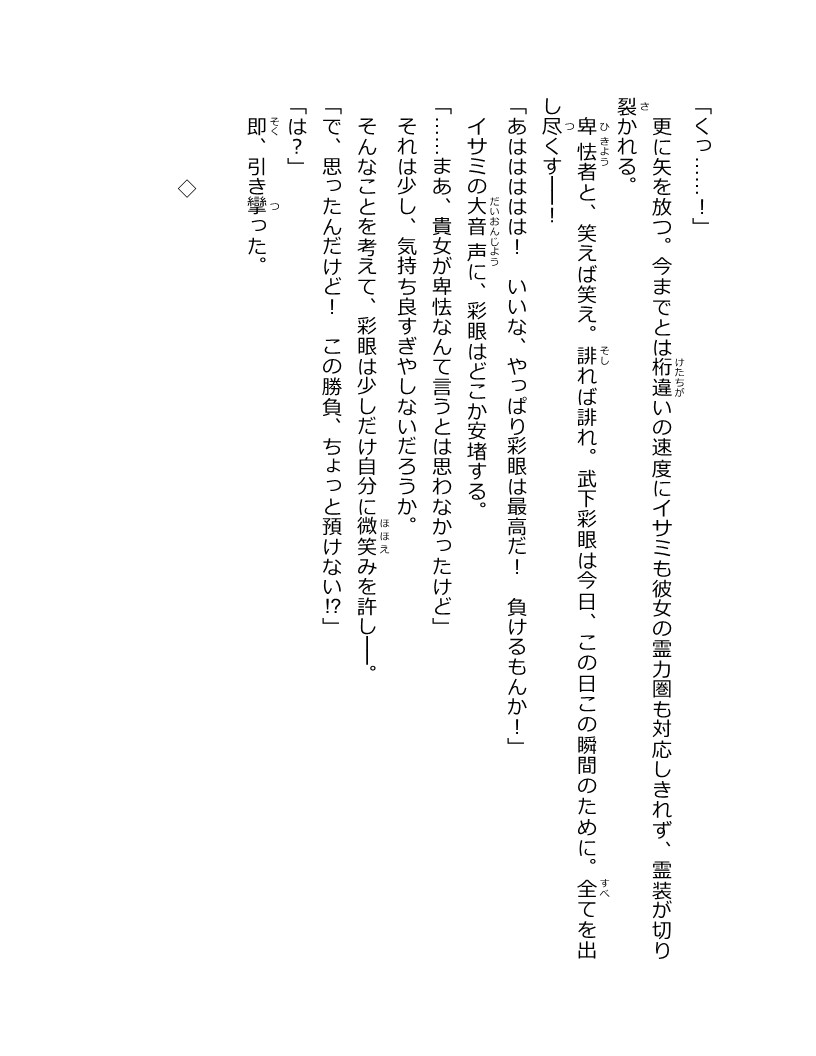 「くっ……！」
　更に矢を放つ。今までとは桁違いの速度にイサミも彼女の霊力圏も対応しきれず、霊装が切り
裂かれる。
　卑怯者と、笑えば笑え。誹れば誹れ。武下彩眼は今日、この日この瞬間のために。全てを出
し尽くす――！
「あはははははは！　いいな、やっぱり彩眼は最高だ！　負けるもんか！」
　イサミの大音声に、彩眼はどこか安堵する。
「……まあ、貴女が卑怯なんて言うとは思わなかったけど」
　それは少し、気持ち良すぎやしないだろうか。
　そんなことを考えて、彩眼は少しだけ自分に微笑みを許し――。
「で、思ったんだけど！　この勝負、ちょっと預けない!?」
「は？」
　即、引き攣った。
◇